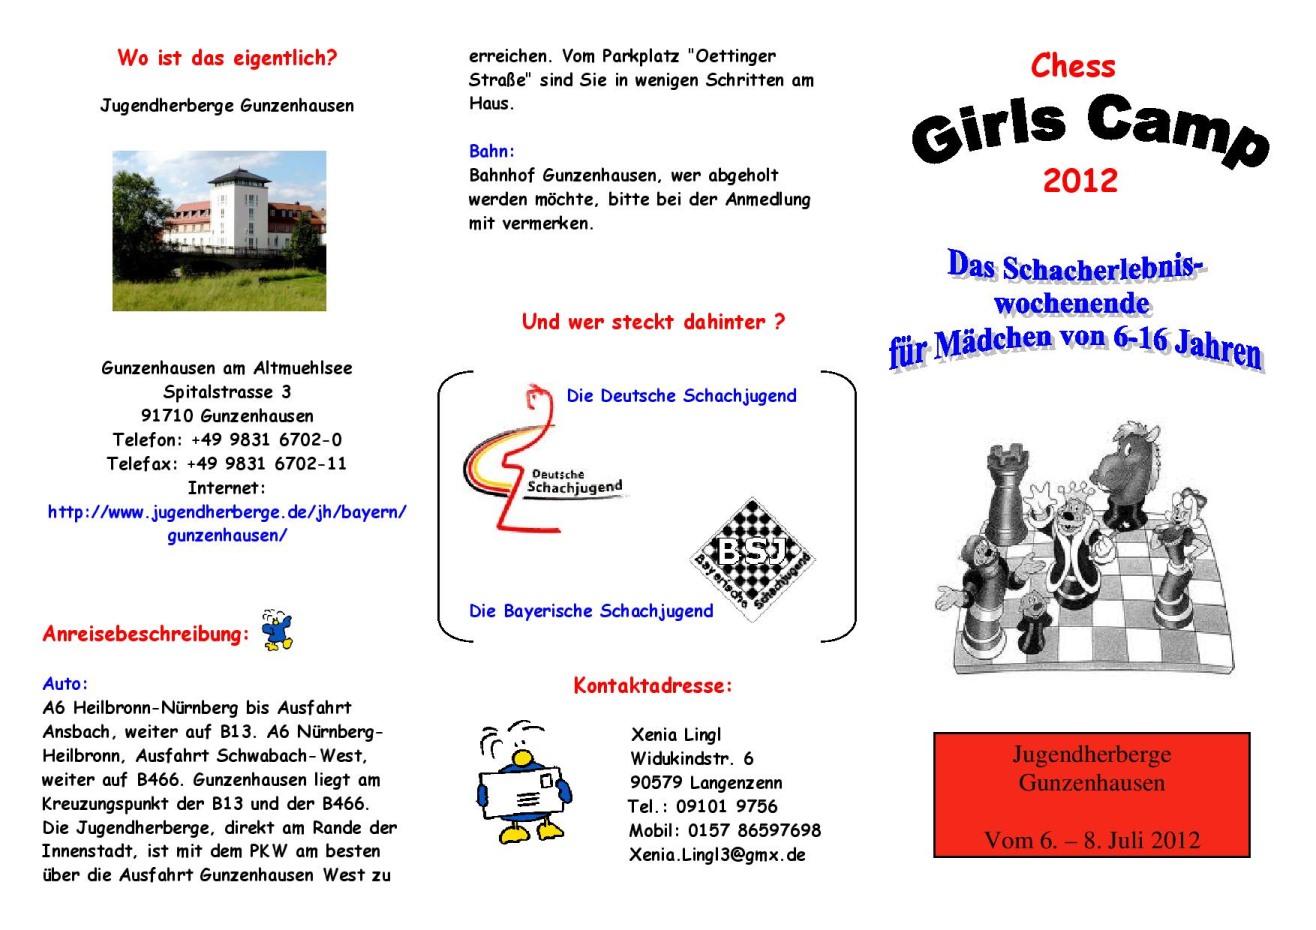 Wo ist das eigentlich?
Jugendherberge Gunzenhausen
Gunzenhausen am Altmuehlsee
Spitalstrasse 3
91710 Gunzenhausen
Telefon: +49 9831 6702-0
Telefax: +49 9831 6702-11
Internet:
http://www.jugendherberge.de/jh/bayern/
gunzenhausen/
Anreisebeschreibung:
Auto:
A6 Heilbronn-Nürnberg bis Ausfahrt
Ansbach, weiter auf B13. A6 Nürnberg-
Heilbronn, Ausfahrt Schwabach-West,
weiter auf B466. Gunzenhausen liegt am
Kreuzungspunkt der B13 und der B466.
Die Jugendherberge, direkt am Rande der
Innenstadt, ist mit dem PKW am besten
über die Ausfahrt Gunzenhausen West zu
erreichen. Vom Parkplatz "Oettinger
Straße" sind Sie in wenigen Schritten am
Haus.
Bahn:
Bahnhof Gunzenhausen, wer abgeholt
werden möchte, bitte bei der Anmedlung
mit vermerken.
Und wer steckt dahinter ?
Die Deutsche Schachjugend
Deutsche
Schachjugend
BSJ
Bayerische Schachjugend
Die Bayerische Schachjugend
Kontaktadresse:
Xenia Lingl
Widukindstr. 6
90579 Langenzenn
Tel.: 09101 9756
Mobil: 0157 86597698
Xenia.Lingl3@gmx.de
Chess
Girls Camp
2012
Das Schacherlebnis-
wochenende
für Mädchen von 6-16 Jahren
Jugendherberge
Gunzenhausen
Vom 6. – 8. Juli 2012